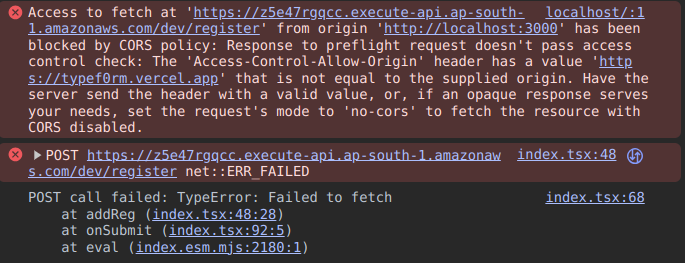 Access to fetch at 'https://z5e47rgqcc.execute-api.ap-south- localhost/:1
1.amazonaws.com/dev/register' from origin 'http://localhost:3000' has been
blocked by CORS policy: Response to preflight request doesn't pass access
control check: The 'Access-Control-Allow-Origin' header has a value 'http
s://typef0rm.vercel.app' that is not equal to the supplied origin. Have the
server send the header with a valid value, or, if an opaque response serves
your needs, set the request's mode to 'no-cors' to fetch the resource with
CORS disabled.
POST https://z5e47rgqcc.execute-api.ap-south-1.amazonaw index.tsx:48
s.com/dev/register net::ERR_FAILED
POST call failed: TypeError: Failed to fetch index.tsx:68
at addReg (index.tsx:48:28)
at onSubmit (index.tsx:92:5)
at eval (index.esm.mjs:2180:1)